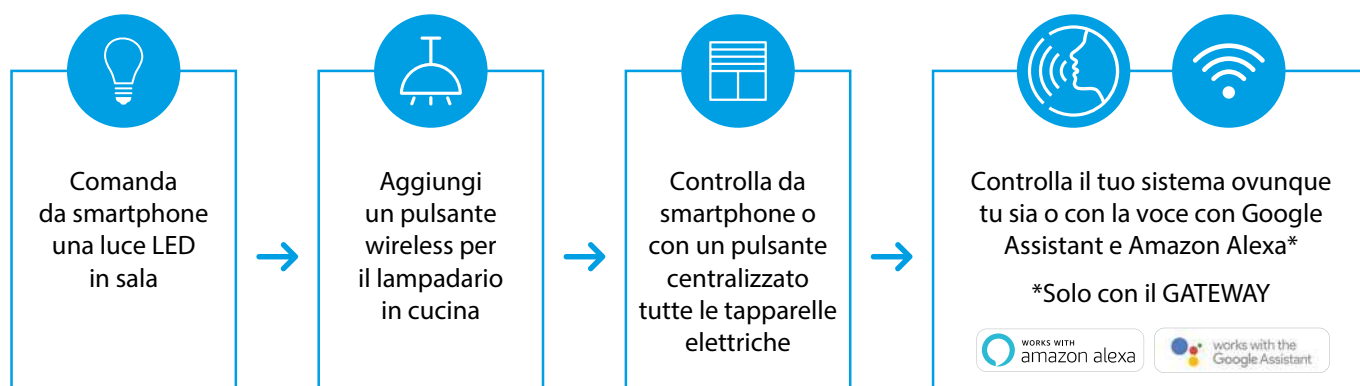 Comanda
da smartphone
una luce LED
in sala
Aggiungi
un pulsante
wireless per
il lampadario
in cucina
Controlla da
smartphone o
con un pulsante
centralizzato
tutte le tapparelle
elettriche
Controlla il tuo sistema ovunque
tu sia o con la voce con Google
Assistant e Amazon Alexa*
*Solo con il GATEWAY
WORKS WITH
amazon alexa
works with the
Google Assistant